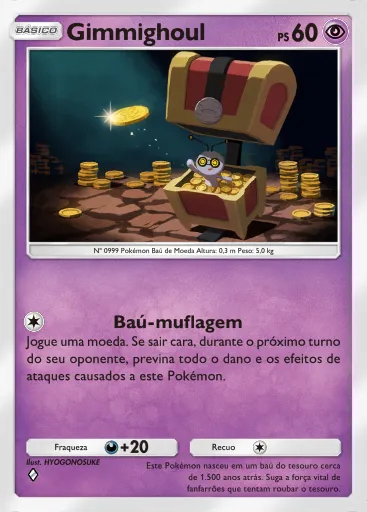 BÁSICO Gimmighoul PS 60
Nº 0999 Pokémon Baú de Moeda Altura: 0,3 m Peso: 5,0 kg
Baú-muflagem
Jogue uma moeda. Se sair cara, durante o próximo turno
do seu oponente, previna todo o dano e os efeitos de
ataques causados a este Pokémon.
Fraqueza +20 Recuo
Ilust. HYOGONOSUKE
Este Pokémon nasceu em um baú do tesouro cerca
de 1.500 anos atrás. Suga a força vital de
fanfarrões que tentam roubar o tesouro.